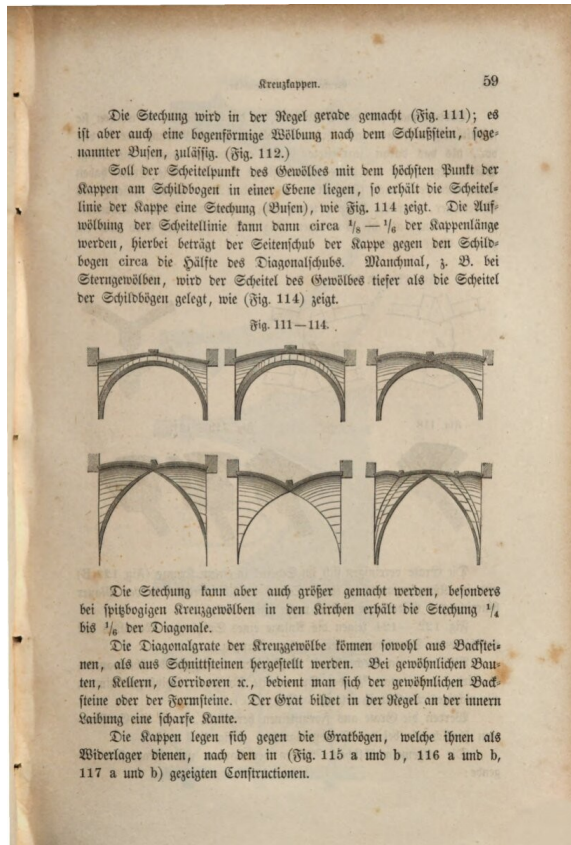 Kreuzkappen.
59
Die Stechung wird in der Regel gerade gemacht (Fig. 111); es
ist aber auch eine bogenförmige Wölbung nach dem Schlußstein, soge-
nannter Busen, zulässig. (Fig. 112.)
Soll der Scheitelpunkt des Gewölbes mit dem höchsten Punkt der
Kappen am Schildbogen in einer Ebene liegen, so erhält die Scheitel-
linie der Kappe eine Stechung (Busen), wie Fig. 114 zeigt. Die Auf-
wölbung der Scheitellinie kann dann circa 1/8 — 1/6 der Kappenlänge
werden, hierbei beträgt der Seitenschub der Kappe gegen den Schild-
bogen circa die Hälfte des Diagonalschubs. Manchmal, z. B. bei
Sterngewölben, wird der Scheitel des Gewölbes tiefer als die Scheitel
der Schildbögen gelegt, wie (Fig. 114) zeigt.
Fig. 111—114.
Die Stechung kann aber auch größer gemacht werden, besonders
bei spitzbogigen Kreuzgewölben in den Kirchen erhält die Stechung 1/4
bis 1/6 der Diagonale.
Die Diagonalgrate der Kreuzgewölbe können sowohl aus Backstei-
nen, als aus Schnittsteinen hergestellt werden. Bei gewöhnlichen Bau-
ten, Kellern, Corridoren ꝛc., bedient man sich der gewöhnlichen Back-
steine oder der Formsteine. Der Grat bildet in der Regel an der innern
Laibung eine scharfe Kante.
Die Kappen legen sich gegen die Gratbögen, welche ihnen als
Widerlager dienen, nach den in (Fig. 115 a und b, 116 a und b,
117 a und b) gezeigten Constructionen.